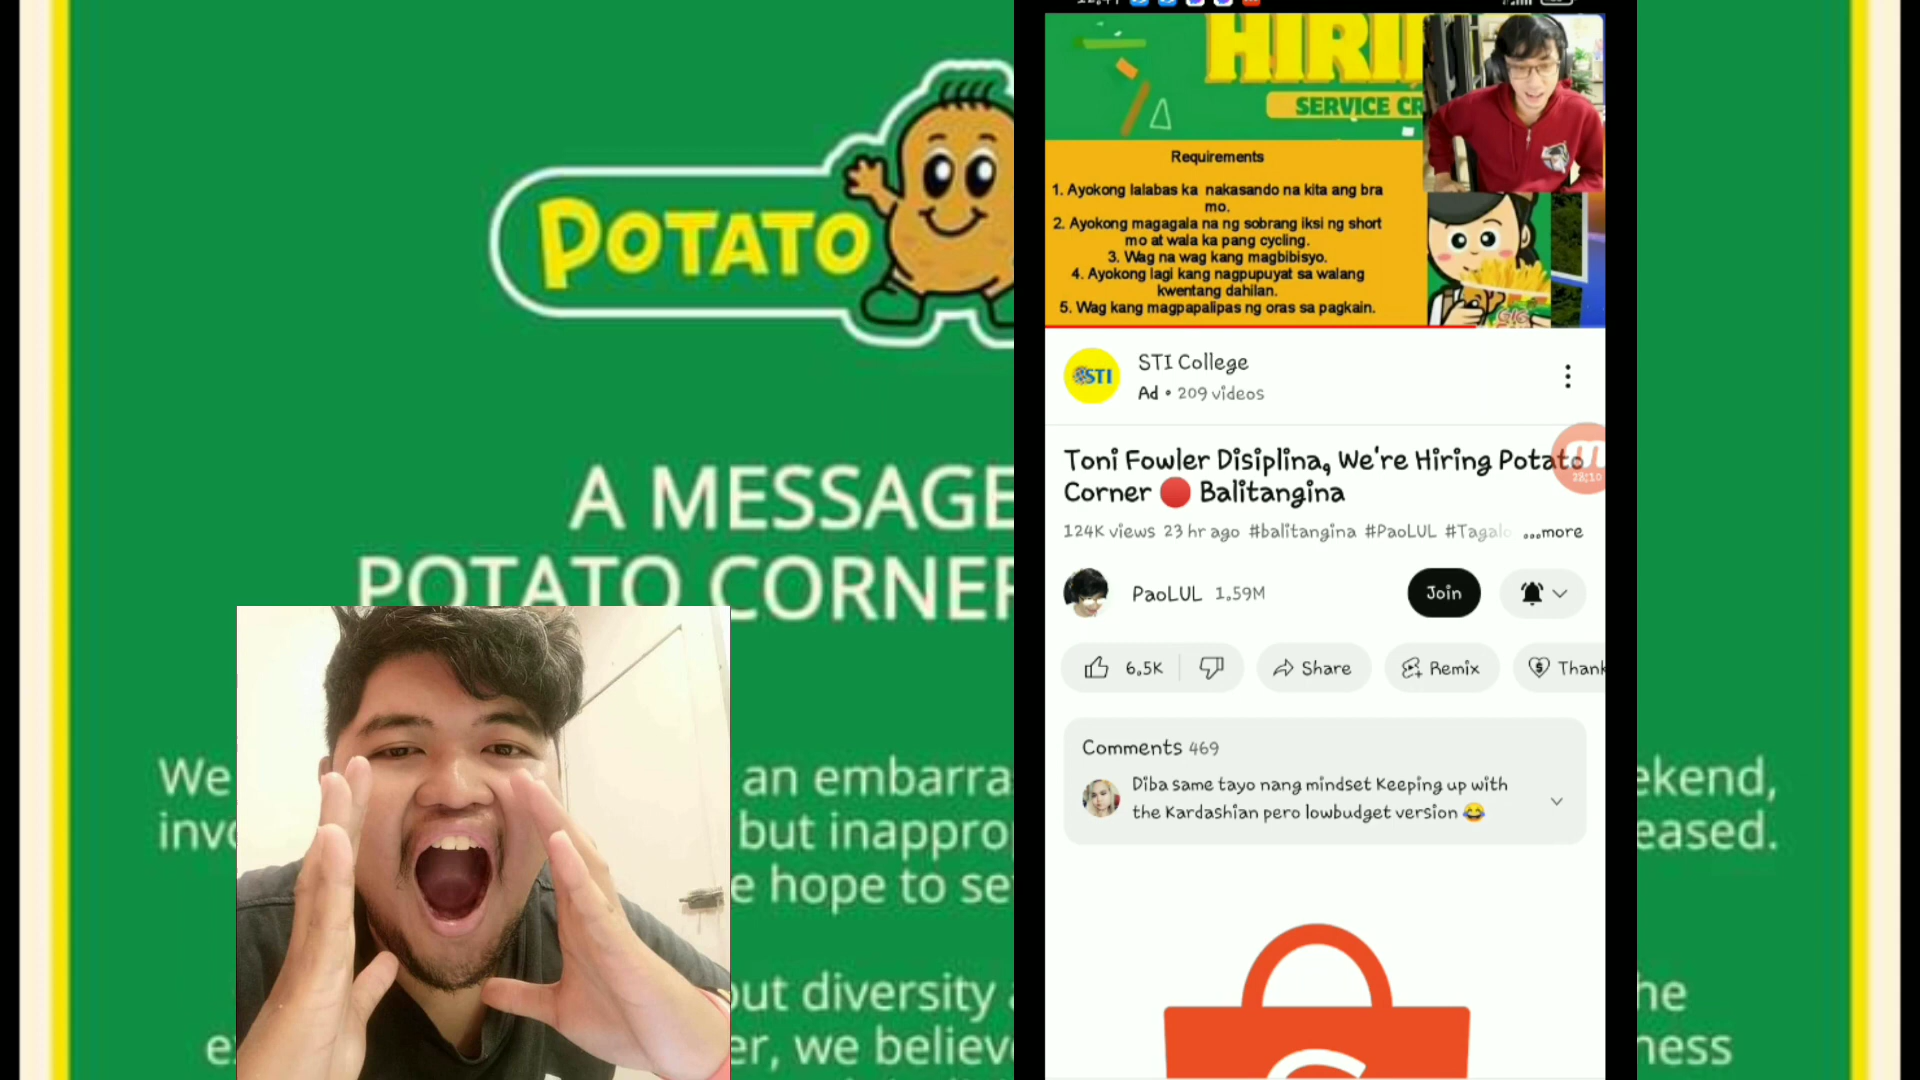 POTATO
A MESSAGE
POTATO CORNER
We
an embarra
ekend,
but inappro
eased.
e hope to se
out diversity
he
er, we believ
ness
HIRI
SERVICE CR
Requirements
1. Ayokong lalabas ka nakasando na kita ang bra
mo.
2. Ayokong magagala na ng sobrang iksi ng short
mo at wala ka pang cycling.
3. Wag na wag kang magbibisyo.
4. Ayokong lagi kang nagpupuyat sa walang
kwentang dahilan.
5. Wag kang magpapalipas ng oras sa pagkain.
STI
STI College
Ad • 209 videos
Toni Fowler Disiplina, We're Hiring Potato
Corner 🔴 Balitangina
28:10
124K views 23 hr ago #balitangina #PaoLUL #Tagalo ...more
PaoLUL 1.59M
Join
6.5K
Share
Remix
Thank
Comments 469
Diba same tayo nang mindset Keeping up with
the Kardashian pero lowbudget version 😂